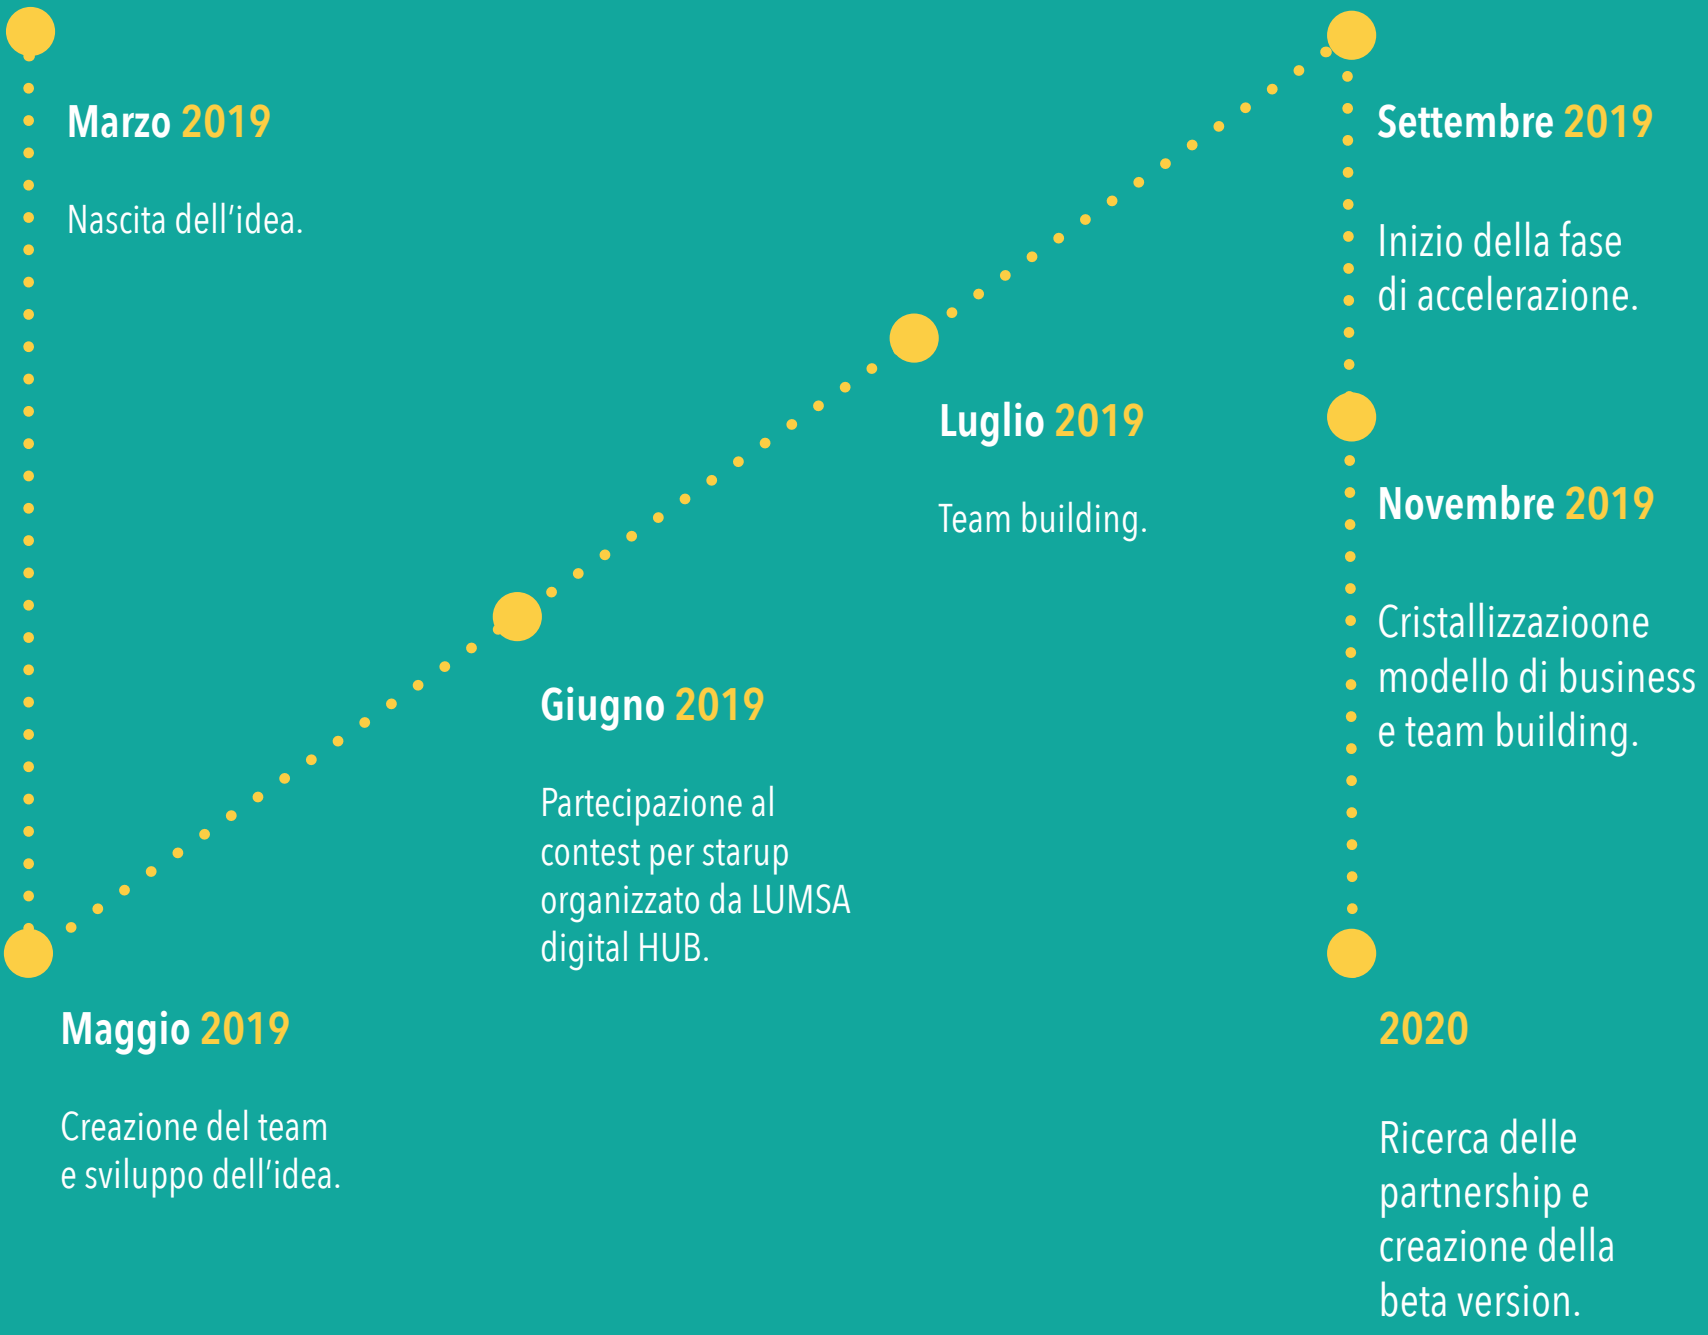 Marzo 2019
Nascita dell’idea.
Maggio 2019
Creazione del team
e sviluppo dell’idea.
Giugno 2019
Partecipazione al
contest per starup
organizzato da LUMSA
digital HUB.
Luglio 2019
Team building.
Settembre 2019
Inizio della fase
di accelerazione.
Novembre 2019
Cristallizzazioone
modello di business
e team building.
2020
Ricerca delle
partnership e
creazione della
beta version.